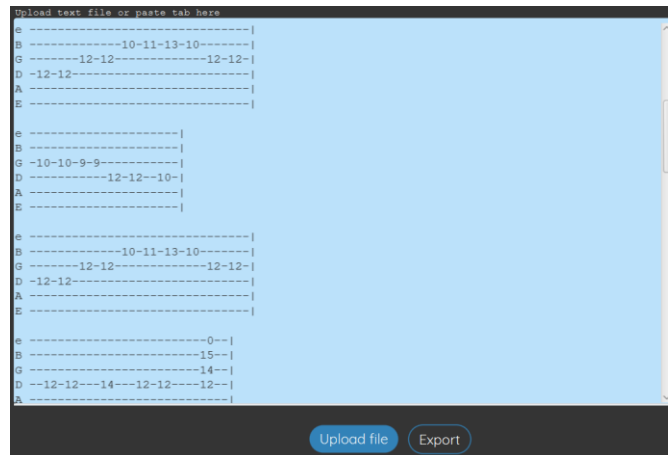 Upload text file or paste tab here
e -------------------------------|
B -------------10-11-13-10-------|
G -------12-12-------------12-12-|
D -12-12-------------------------|
A -------------------------------|
E -------------------------------|
e ---------------------|
B ---------------------|
G -10-10-9-9-----------|
D -----------12-12--10-|
A ---------------------|
E ---------------------|
e -------------------------------|
B -------------10-11-13-10-------|
G -------12-12-------------12-12-|
D -12-12-------------------------|
A -------------------------------|
E -------------------------------|
e -------------------------0--|
B ------------------------15--|
G ------------------------14--|
D --12-12---14---12-12----12--|
A ----------------------------|
Upload file Export